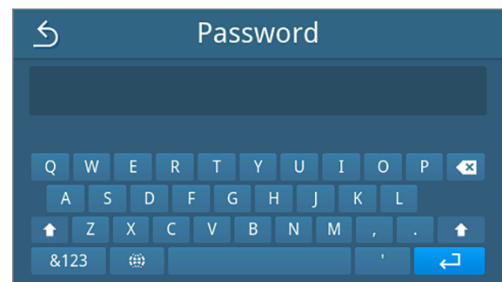 Password
Q W E R T Y U I O P
A S D F G H J K L
Z X C V B N M , .
&123 '